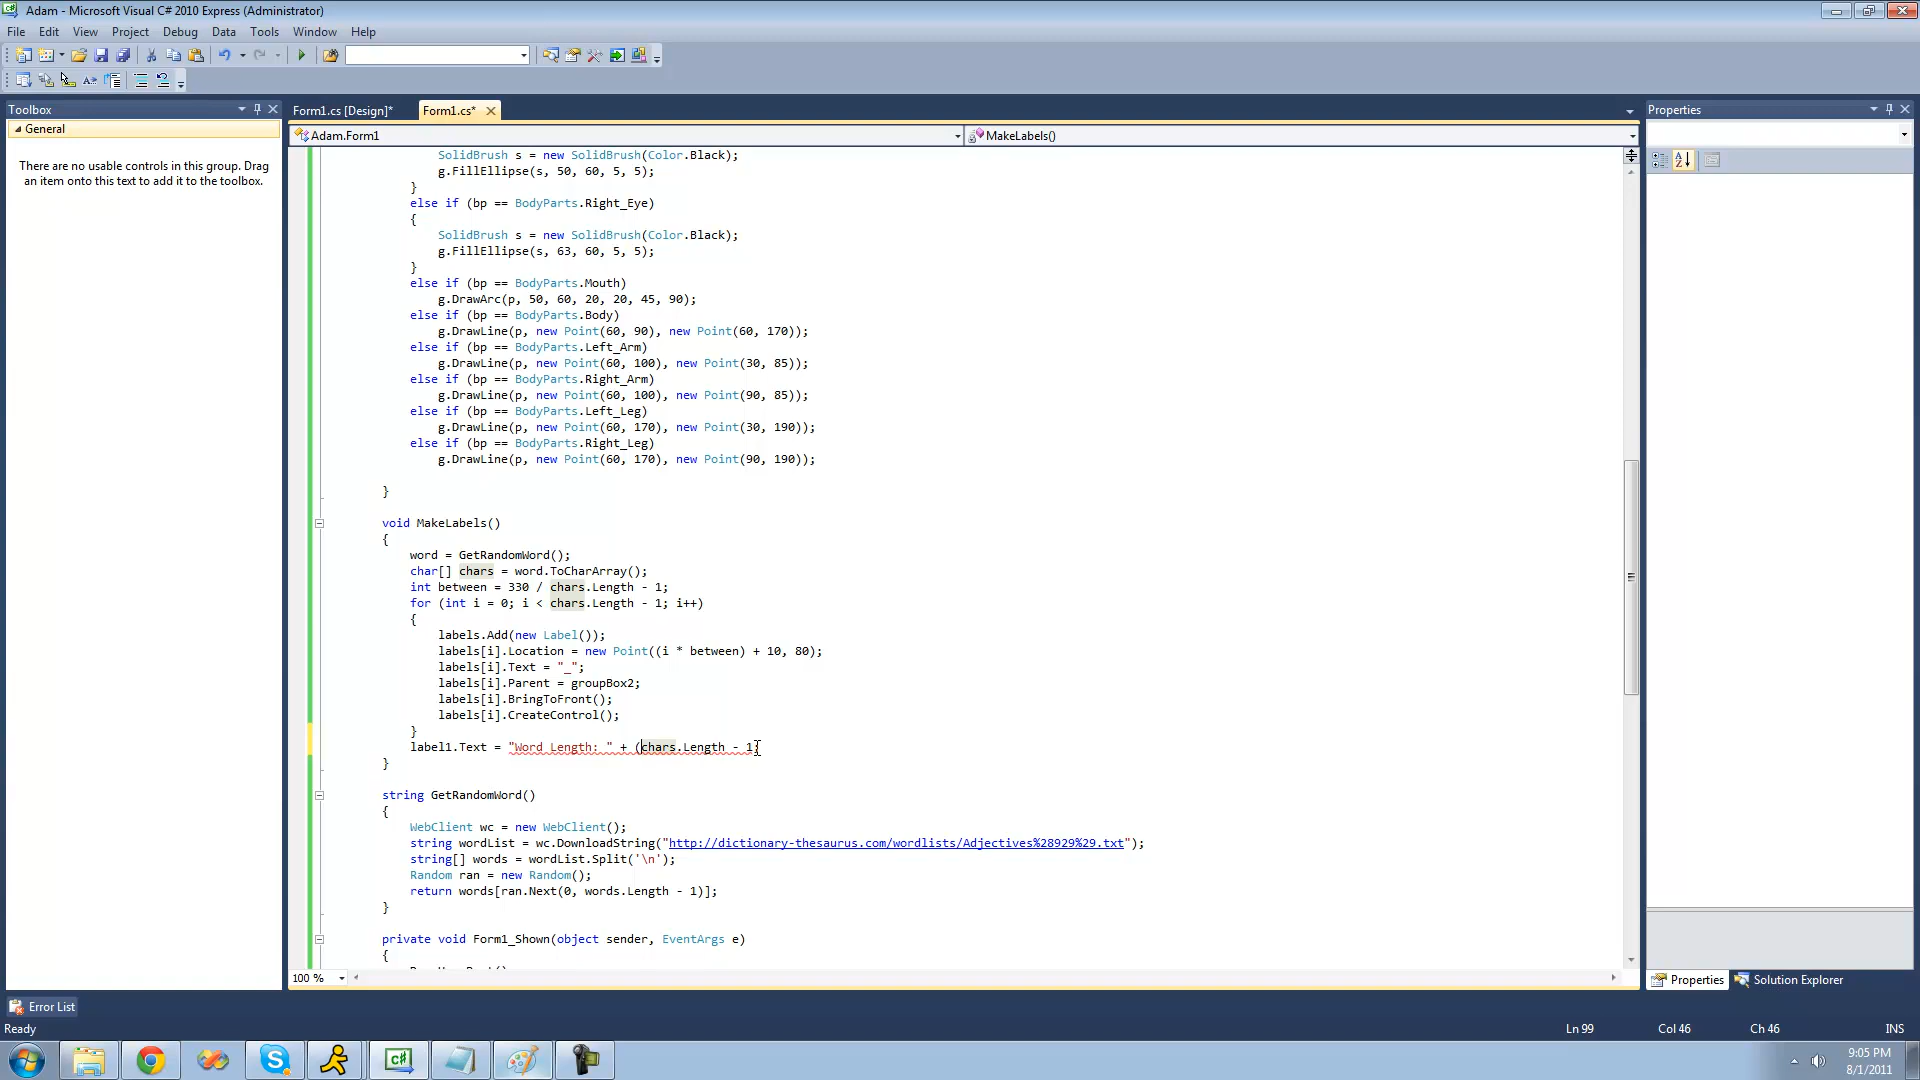 Adam - Microsoft Visual C# 2010 Express (Administrator)
File Edit View Project Debug Data Tools Window Help
Toolbox
General
There are no usable controls in this group. Drag
an item onto this text to add it to the toolbox.
Form1.cs [Design]* Form1.cs*
Adam.Form1 MakeLabels()
SolidBrush s = new SolidBrush(Color.Black);
g.FillEllipse(s, 50, 60, 5, 5);
}
else if (bp == BodyParts.Right_Eye)
{
SolidBrush s = new SolidBrush(Color.Black);
g.FillEllipse(s, 63, 60, 5, 5);
}
else if (bp == BodyParts.Mouth)
g.DrawArc(p, 50, 60, 20, 20, 45, 90);
else if (bp == BodyParts.Body)
g.DrawLine(p, new Point(60, 90), new Point(60, 170));
else if (bp == BodyParts.Left_Arm)
g.DrawLine(p, new Point(60, 100), new Point(30, 85));
else if (bp == BodyParts.Right_Arm)
g.DrawLine(p, new Point(60, 100), new Point(90, 85));
else if (bp == BodyParts.Left_Leg)
g.DrawLine(p, new Point(60, 170), new Point(30, 190));
else if (bp == BodyParts.Right_Leg)
g.DrawLine(p, new Point(60, 170), new Point(90, 190));
}
void MakeLabels()
{
word = GetRandomWord();
char[] chars = word.ToCharArray();
int between = 330 / chars.Length - 1;
for (int i = 0; i < chars.Length - 1; i++)
{
labels.Add(new Label());
labels[i].Location = new Point((i * between) + 10, 80);
labels[i].Text = "_";
labels[i].Parent = groupBox2;
labels[i].BringToFront();
labels[i].CreateControl();
}
label1.Text = "Word Length: " + (chars.Length - 1;
}
string GetRandomWord()
{
WebClient wc = new WebClient();
string wordList = wc.DownloadString("http://dictionary-thesaurus.com/wordlists/Adjectives%28929%29.txt");
string[] words = wordList.Split('\n');
Random ran = new Random();
return words[ran.Next(0, words.Length - 1)];
}
private void Form1_Shown(object sender, EventArgs e)
{
100 %
Properties
Properties Solution Explorer
Error List
Ready Ln 99 Col 46 Ch 46 INS
9:05 PM
8/1/2011